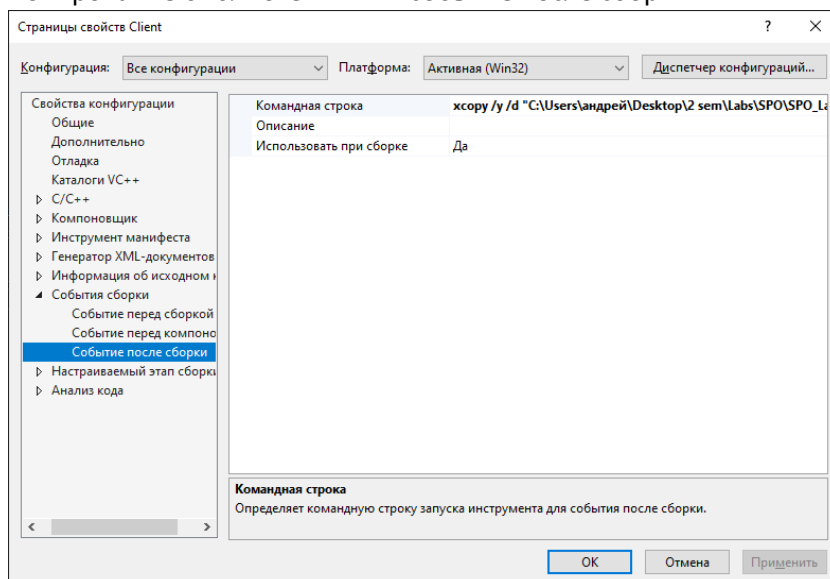 Страницы свойств Client
? ×
Конфигурация: Все конфигурации Платформа: Активная (Win32) Диспетчер конфигураций...
Свойства конфигурации
Общие
Дополнительно
Отладка
Каталоги VC++
C/C++
Компоновщик
Инструмент манифеста
Генератор XML-документов
Информация об исходном
События сборки
Событие перед сборкой
Событие перед компоно
Событие после сборки
Настраиваемый этап сборки
Анализ кода
Командная строка xcopy /y /d "C:\Users\андрей\Desktop\2 sem\Labs\SPO\SPO_La
Описание
Использовать при сборке Да
Командная строка
Определяет командную строку запуска инструмента для события после сборки.
ОК Отмена Применить